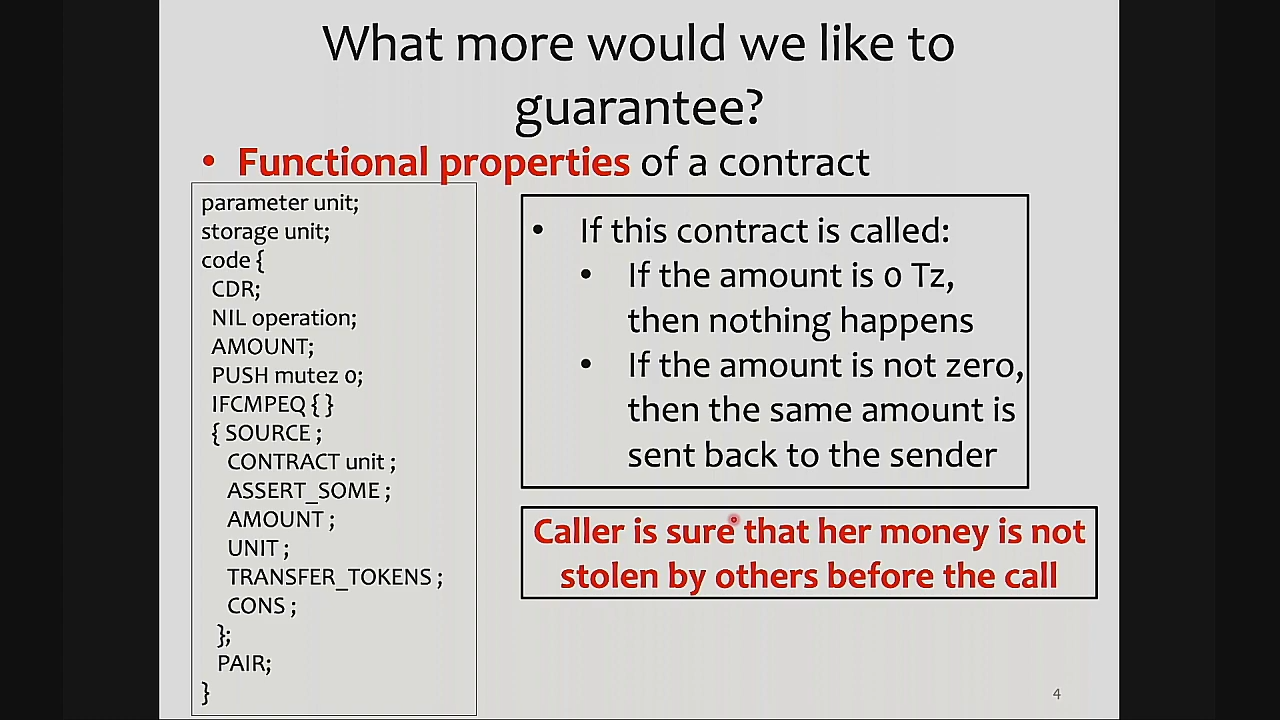 What more would we like to
guarantee?
• Functional properties of a contract
parameter unit;
storage unit;
code {
CDR;
NIL operation;
AMOUNT;
PUSH mutez 0;
IFCMPEQ { }
{ SOURCE ;
CONTRACT unit ;
ASSERT_SOME ;
AMOUNT ;
UNIT ;
TRANSFER_TOKENS ;
CONS ;
};
PAIR;
}
• If this contract is called:
• If the amount is 0 Tz,
then nothing happens
• If the amount is not zero,
then the same amount is
sent back to the sender
Caller is sure that her money is not
stolen by others before the call
4